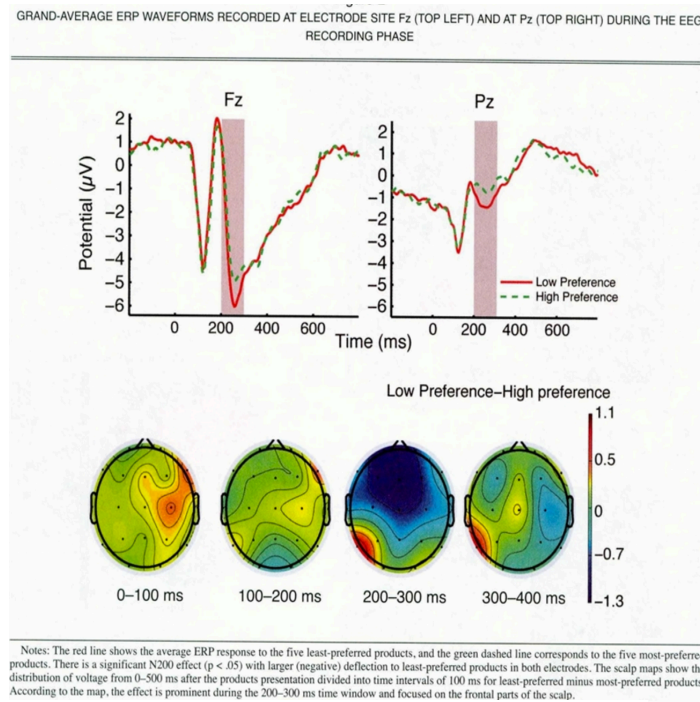 GRAND-AVERAGE ERP WAVEFORMS RECORDED AT ELECTRODE SITE Fz (TOP LEFT) AND AT Pz (TOP RIGHT) DURING THE EEG
RECORDING PHASE
Fz
Pz
2
1
0
−1
−2
−3
−4
−5
−6
2
1
0
−1
−2
−3
−4
−5
−6
Potential (µV)
Low Preference
High Preference
0 200 400 600
0 200 400 600
Time (ms)
Low Preference−High preference
1.1
0.5
0
−0.7
−1.3
0−100 ms
100−200 ms
200−300 ms
300−400 ms
Notes: The red line shows the average ERP response to the five least-preferred products, and the green dashed line corresponds to the five most-preferre
products. There is a significant N200 effect (p < .05) with larger (negative) deflection to least-preferred products in both electrodes. The scalp maps show th
distribution of voltage from 0–500 ms after the products presentation divided into time intervals of 100 ms for least-preferred minus most-preferred products
According to the map, the effect is prominent during the 200–300 ms time window and focused on the frontal parts of the scalp.